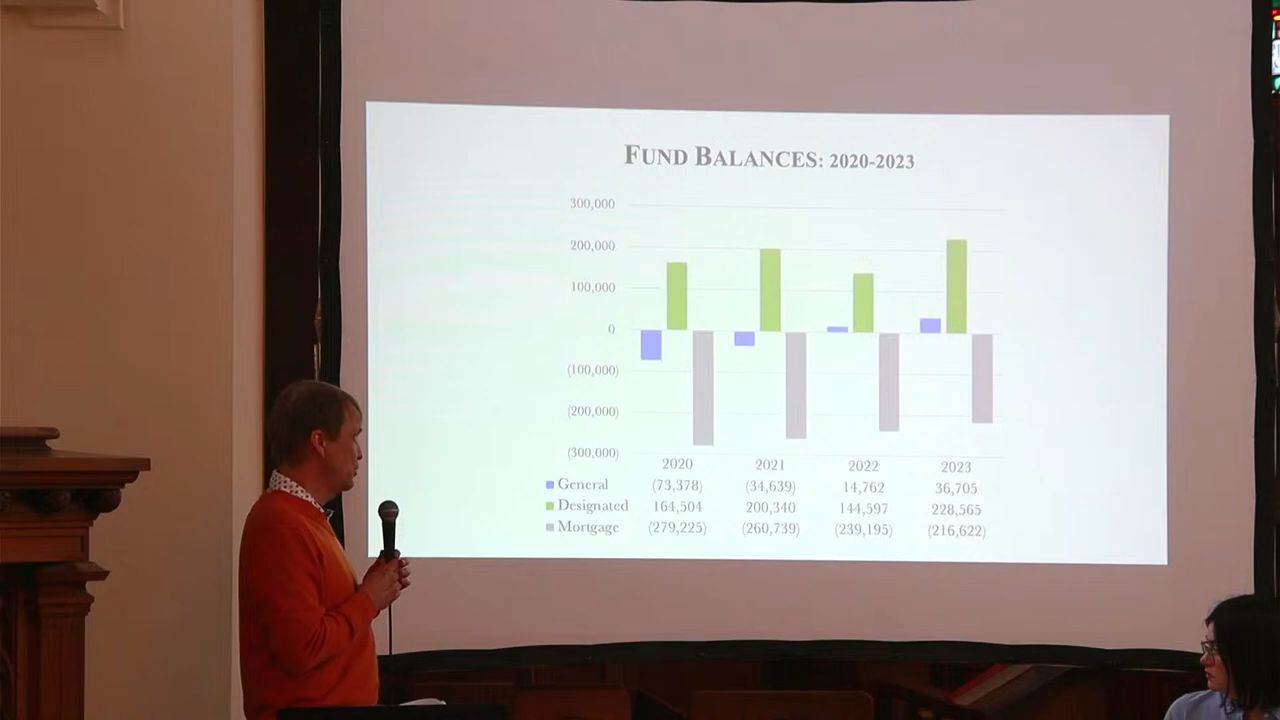 FUND BALANCES: 2020-2023
300,000
200,000
100,000
0
(100,000)
(200,000)
(300,000)
2020 2021 2022 2023
General (73,378) (34,639) 14,762 36,705
Designated 164,504 200,340 144,597 228,565
Mortgage (279,225) (260,739) (239,195) (216,622)